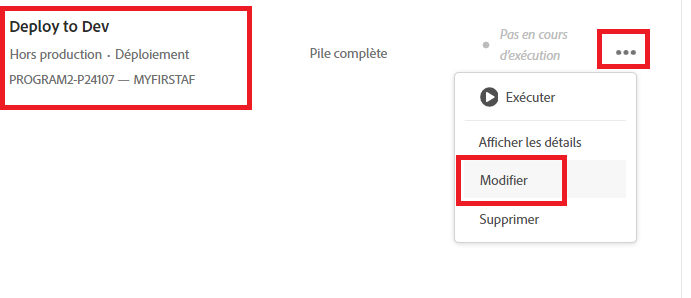 Deploy to Dev
Hors production · Déploiement
PROGRAM2-P24107 — MYFIRSTAF
Pile complète
Pas en cours
d'exécution
Exécuter
Afficher les détails
Modifier
Supprimer